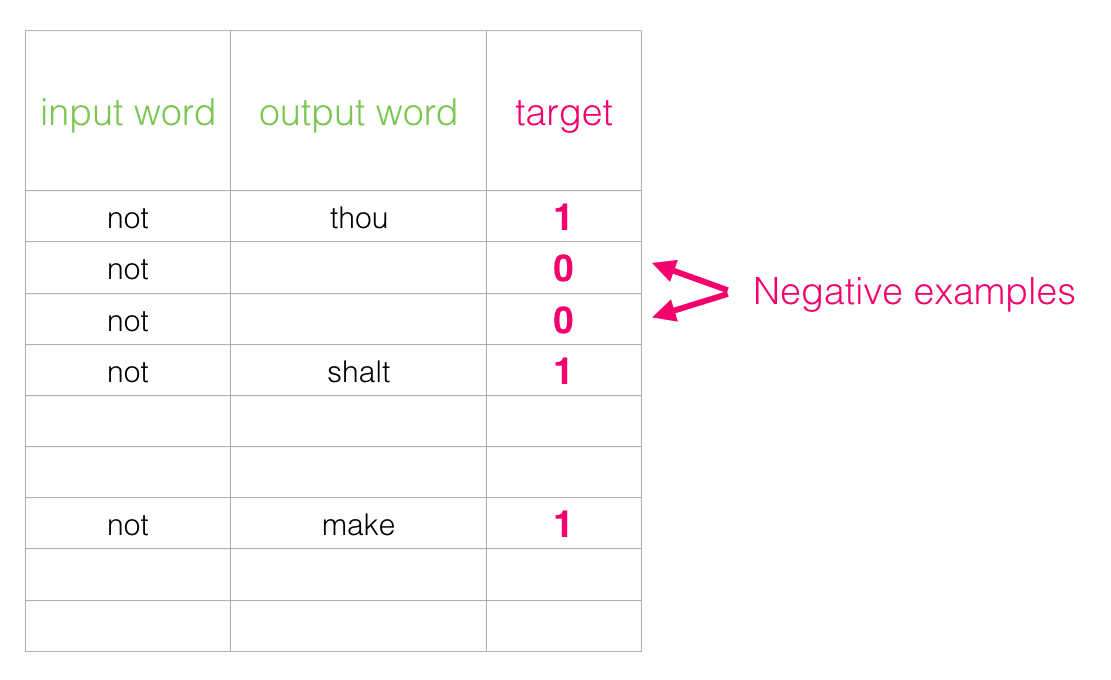 input word output word target
not thou 1
not 0
not 0
Negative examples
not shalt 1
not make 1